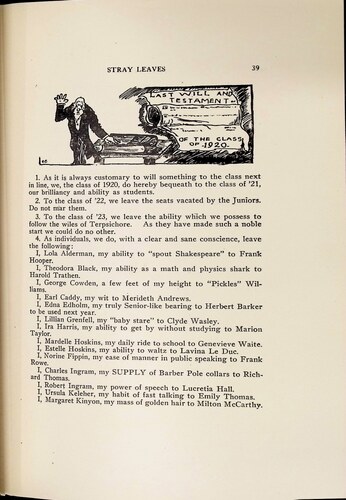 STRAY LEAVES 39
LAST WILL AND
TESTAMENT
OF THE CLASS
OF 1920.
1. As it is always customary to will something to the class next
in line, we, the class of 1920, do hereby bequeath to the class of '21,
our brilliancy and ability as students.
2. To the class of '22, we leave the seats vacated by the Juniors.
Do not mar them.
3. To the class of '23, we leave the ability which we possess to
follow the wiles of Terpsichore. As they have made such a noble
start we could do no other.
4. As individuals, we do, with a clear and sane conscience, leave
the following:
I, Lola Alderman, my ability to "spout Shakespeare" to Frank
Hooper.
I, Theodora Black, my ability as a math and physics shark to
Harold Trathen.
I, George Cowden, a few feet of my height to "Pickles" Wil-
liams.
I, Earl Caddy, my wit to Merideth Andrews.
I, Edna Edholm, my truly Senior-like bearing to Herbert Barker
to be used next year.
I, Lillian Grenfell, my "baby stare" to Clyde Wasley.
I, Ira Harris, my ability to get by without studying to Marion
Taylor.
I, Mardelle Hoskins, my daily ride to school to Genevieve Waite.
I, Estelle Hoskins, my ability to waltz to Lavina Le Duc.
I, Norine Fippin, my ease of manner in public speaking to Frank
Rowe.
I, Charles Ingram, my SUPPLY of Barber Pole collars to Rich-
ard Thomas.
I, Robert Ingram, my power of speech to Lucretia Hall.
I, Ursula Keleher, my habit of fast talking to Emily Thomas.
I, Margaret Kinyon, my mass of golden hair to Milton McCarthy.